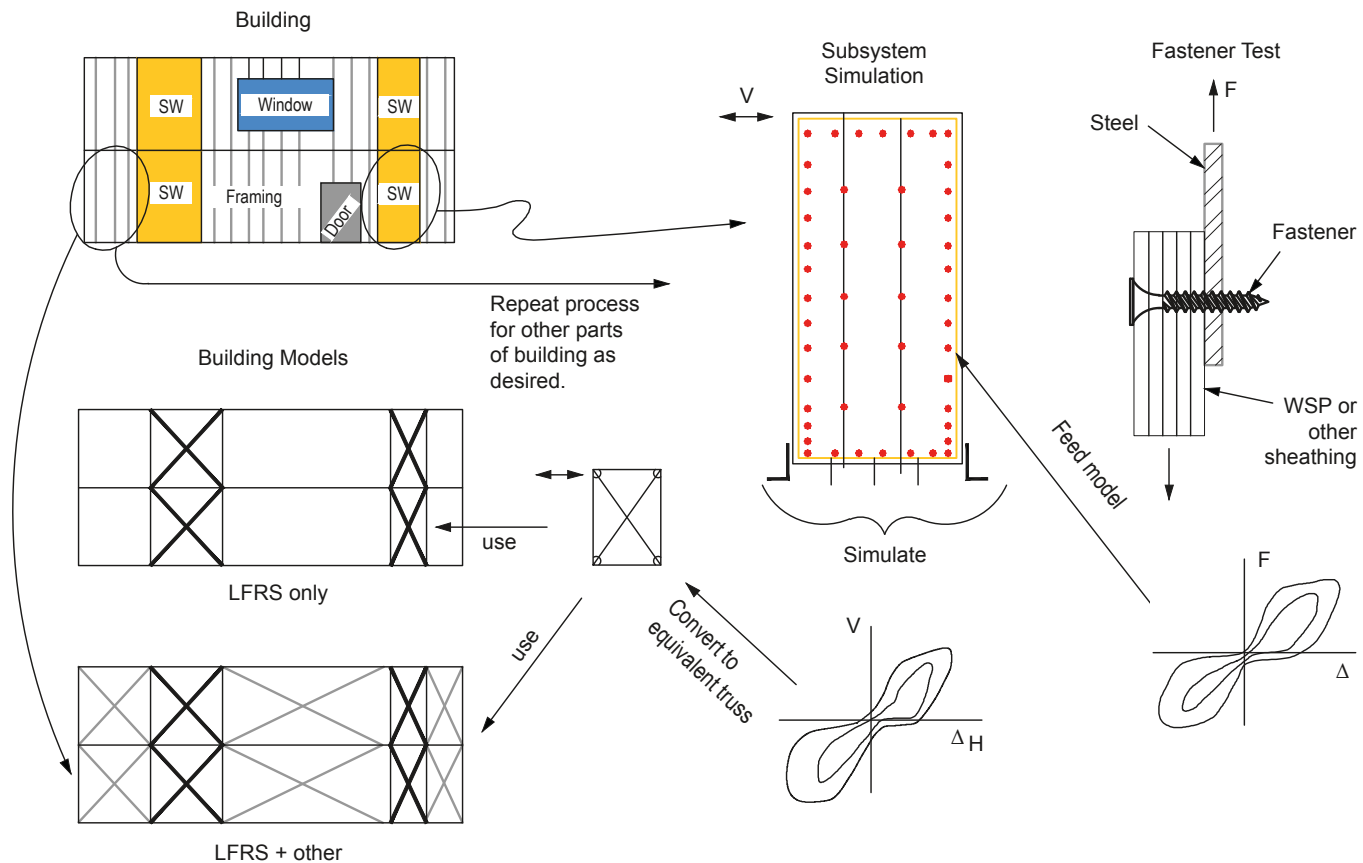 Building
SW
Window
SW
SW
Framing
Door
SW
Subsystem
Simulation
V
Fastener Test
F
Steel
Fastener
WSP or
other
sheathing
Repeat process
for other parts
of building as
desired.
Building Models
use
LFRS only
use
LFRS + other
Simulate
Feed model
Convert to
equivalent truss
V
Δ H
F
Δ